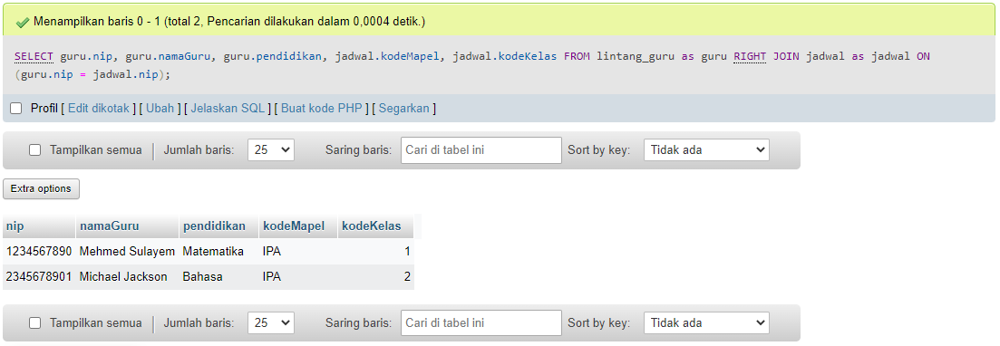 Menampilkan baris 0 - 1 (total 2, Pencarian dilakukan dalam 0,0004 detik.)
SELECT guru.nip, guru.namaGuru, guru.pendidikan, jadwal.kodeMapel, jadwal.kodeKelas FROM lintang_guru as guru RIGHT JOIN jadwal as jadwal ON
(guru.nip = jadwal.nip);
Profil [ Edit dikotak ] [ Ubah ] [ Jelaskan SQL ] [ Buat kode PHP ] [ Segarkan ]
Tampilkan semua Jumlah baris: 25 Saring baris: Cari di tabel ini Sort by key: Tidak ada
Extra options
nip namaGuru pendidikan kodeMapel kodeKelas
1234567890 Mehmed Sulayem Matematika IPA 1
2345678901 Michael Jackson Bahasa IPA 2
Tampilkan semua Jumlah baris: 25 Saring baris: Cari di tabel ini Sort by key: Tidak ada